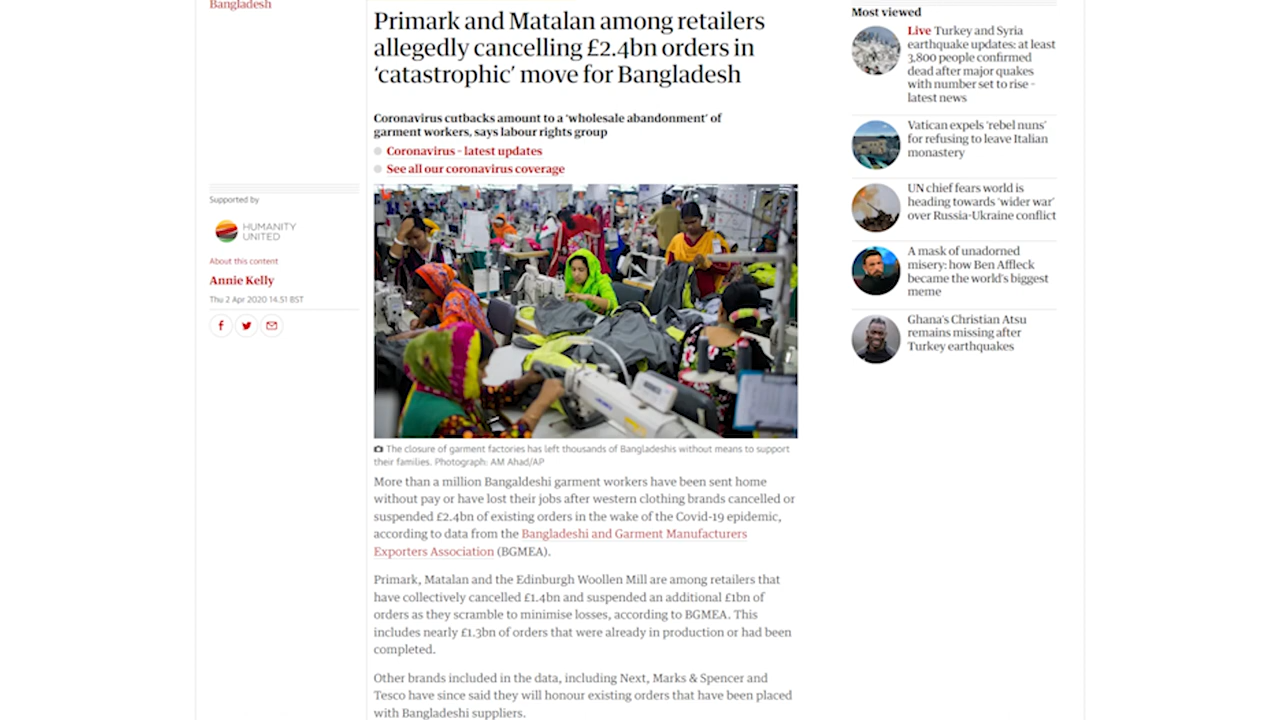 Bangladesh
Primark and Matalan among retailers
allegedly cancelling £2.4bn orders in
‘catastrophic’ move for Bangladesh
Coronavirus cutbacks amount to a ‘wholesale abandonment’ of
garment workers, says labour rights group
Coronavirus – latest updates
See all our coronavirus coverage
Supported by
HUMANITY
UNITED
About this content
Annie Kelly
Thu 2 Apr 2020 14.51 BST
The closure of garment factories has left thousands of Bangladeshis without means to support
their families. Photograph: AM Ahad/AP
More than a million Bangaldeshi garment workers have been sent home
without pay or have lost their jobs after western clothing brands cancelled or
suspended £2.4bn of existing orders in the wake of the Covid-19 epidemic,
according to data from the Bangladeshi and Garment Manufacturers
Exporters Association (BGMEA).
Primark, Matalan and the Edinburgh Woollen Mill are among retailers that
have collectively cancelled £1.4bn and suspended an additional £1bn of
orders as they scramble to minimise losses, according to BGMEA. This
includes nearly £1.3bn of orders that were already in production or had been
completed.
Other brands included in the data, including Next, Marks & Spencer and
Tesco have since said they will honour existing orders that have been placed
with Bangladeshi suppliers.
Most viewed
Live Turkey and Syria
earthquake updates: at least
3,800 people confirmed
dead after major quakes
with number set to rise –
latest news
Vatican expels ‘rebel nuns’
for refusing to leave Italian
monastery
UN chief fears world is
heading towards ‘wider war’
over Russia-Ukraine conflict
A mask of unadorned
misery: how Ben Affleck
became the world’s biggest
meme
Ghana’s Christian Atsu
remains missing after
Turkey earthquakes